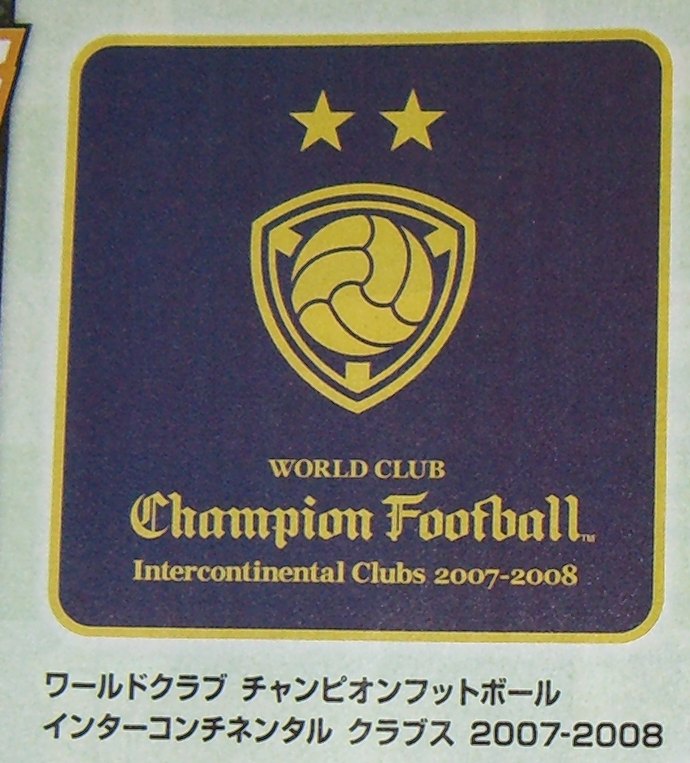 WORLD CLUB
Champion Football™
Intercontinental Clubs 2007-2008
ワールドクラブ チャンピオンフットボール
インターコンチネンタル クラブス 2007-2008